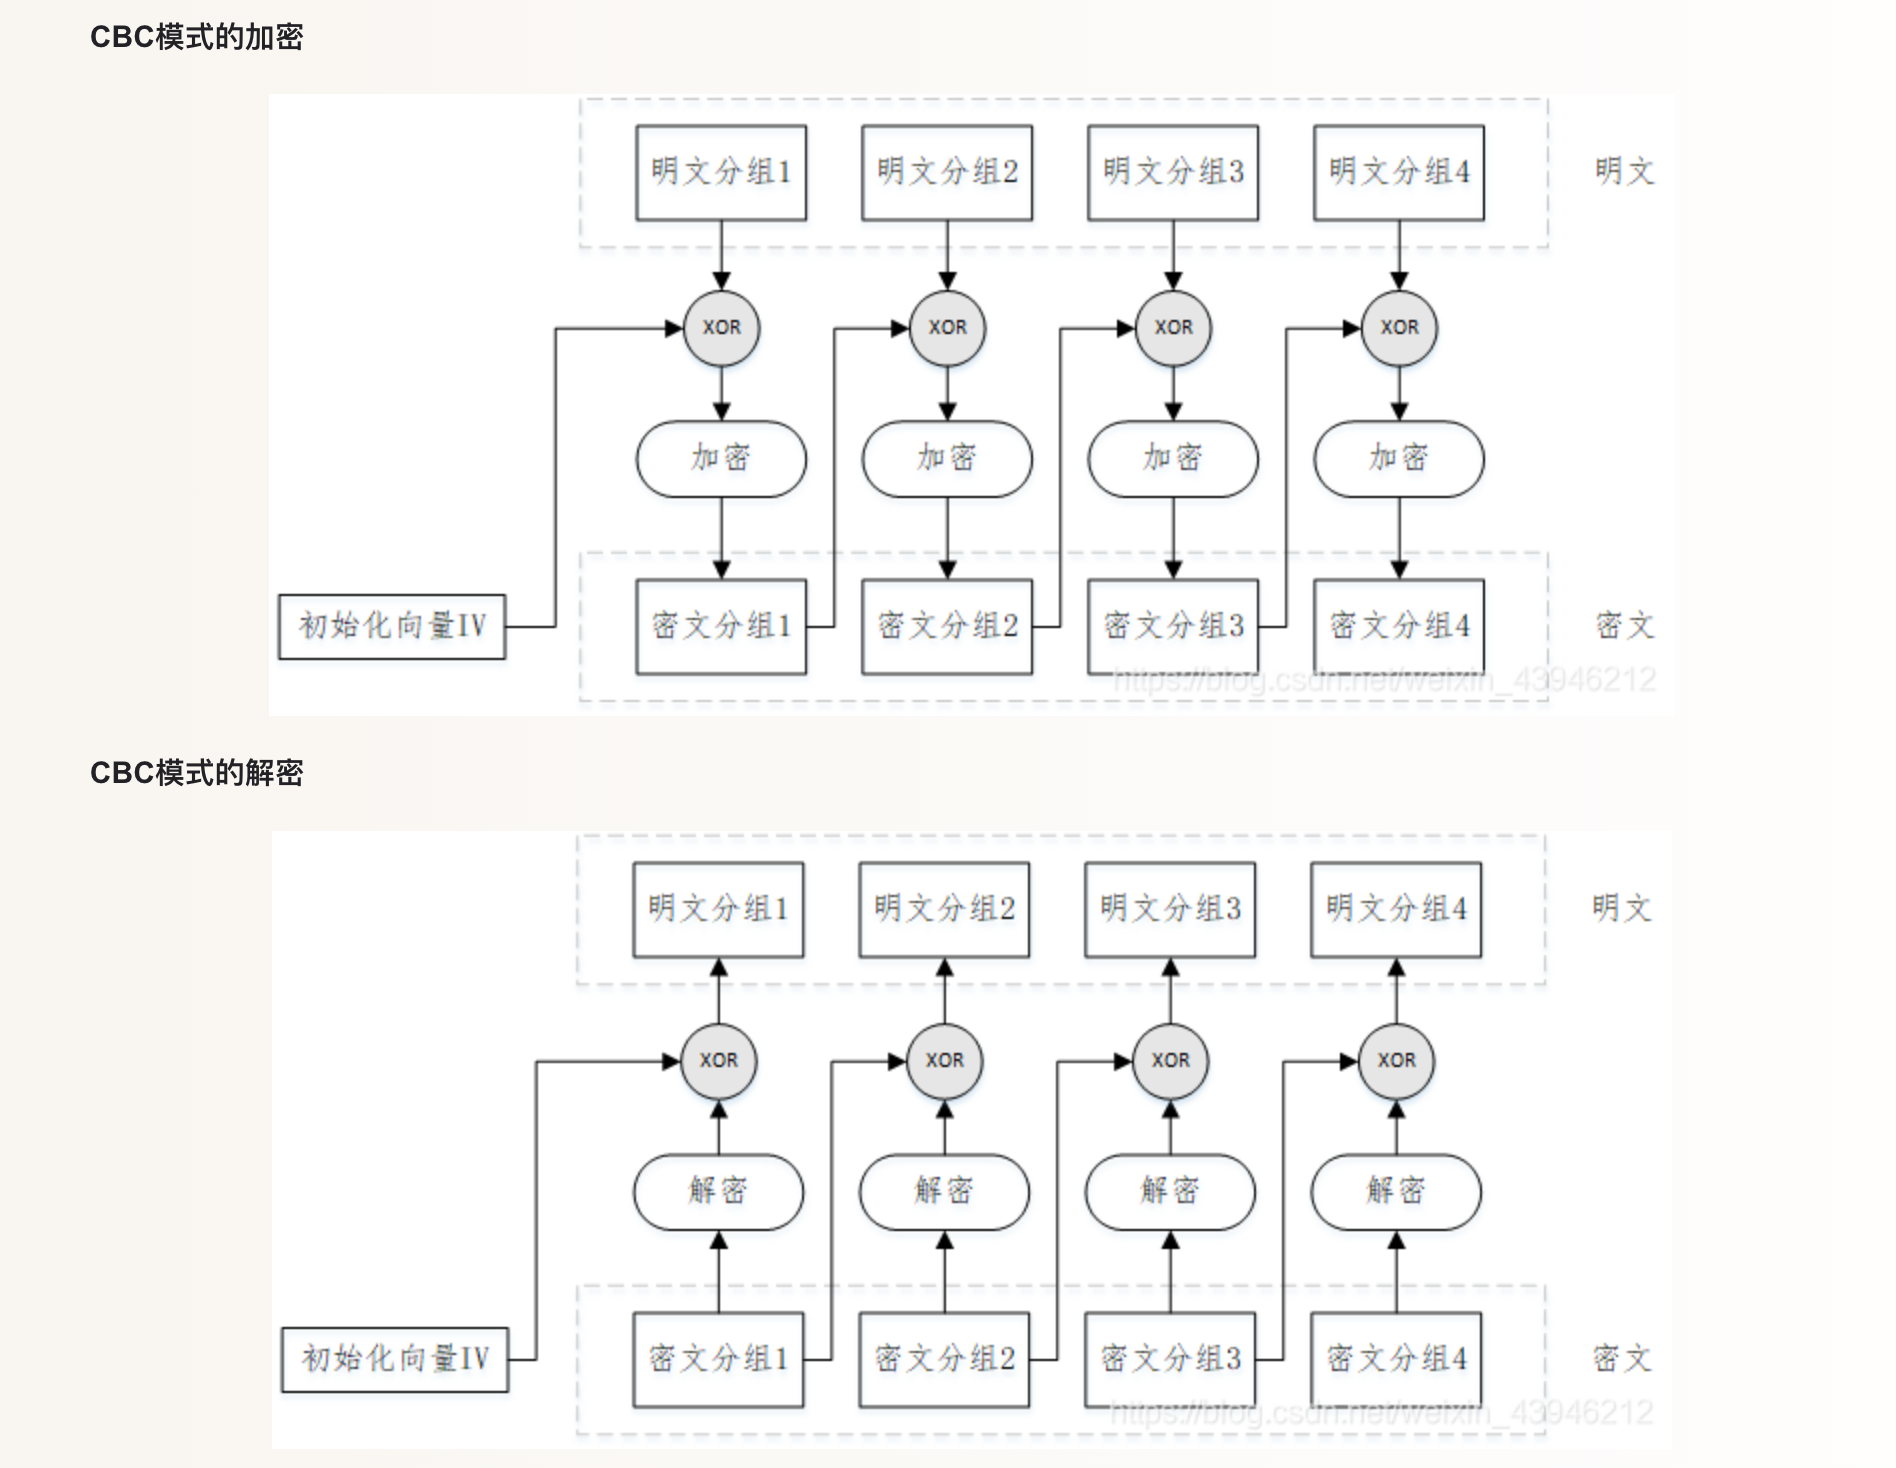 CBC模式的加密
明文分组1 明文分组2 明文分组3 明文分组4 明文
XOR XOR XOR XOR
加密 加密 加密 加密
初始化向量IV 密文分组1 密文分组2 密文分组3 密文分组4 密文
https://blog.csdn.net/weixin_43946212
CBC模式的解密
明文分组1 明文分组2 明文分组3 明文分组4 明文
XOR XOR XOR XOR
解密 解密 解密 解密
初始化向量IV 密文分组1 密文分组2 密文分组3 密文分组4 密文
https://blog.csdn.net/weixin_43946212